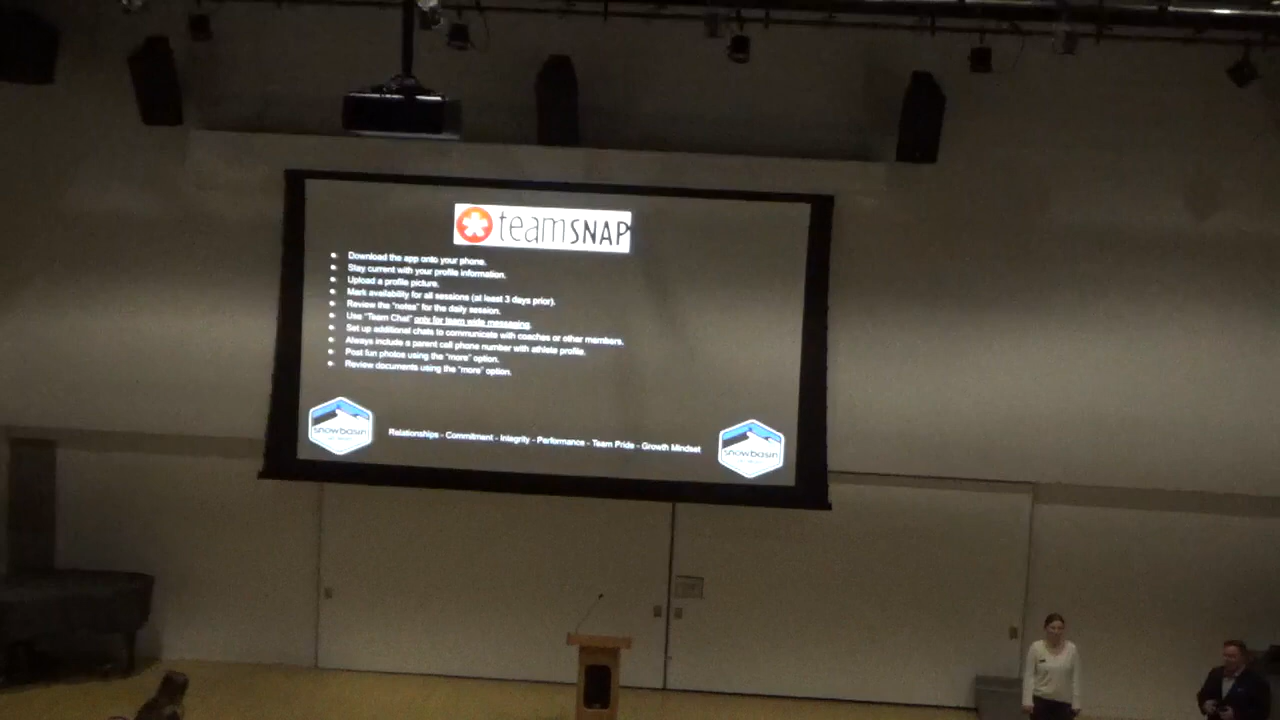 teamSNAP
Download the app onto your phone.
Stay current with your profile information.
Upload a profile picture.
Mark availability for all sessions (at least 3 days prior).
Review the "notes" for the daily session.
Use "Team Chat" only for team wide messaging.
Set up additional chats to communicate with coaches or other members.
Always include a parent cell phone number with athlete profile.
Post fun photos using the "more" option.
Review documents using the "more" option.
snowbasin
Relationships - Commitment - Integrity - Performance - Team Pride - Growth Mindset
snowbasin